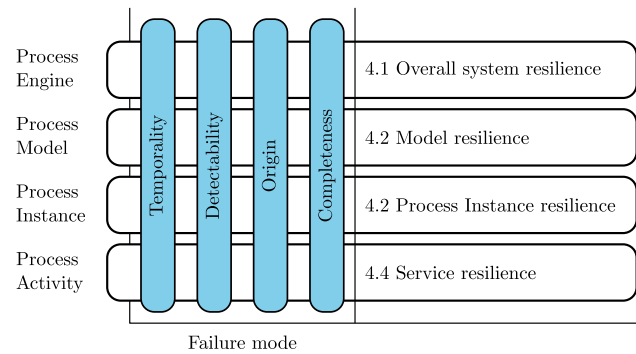 Process
Engine
4.1 Overall system resilience
Process
Model
4.2 Model resilience
Process
Instance
4.2 Process Instance resilience
Process
Activity
4.4 Service resilience
Temporality
Detectability
Origin
Completeness
Failure mode